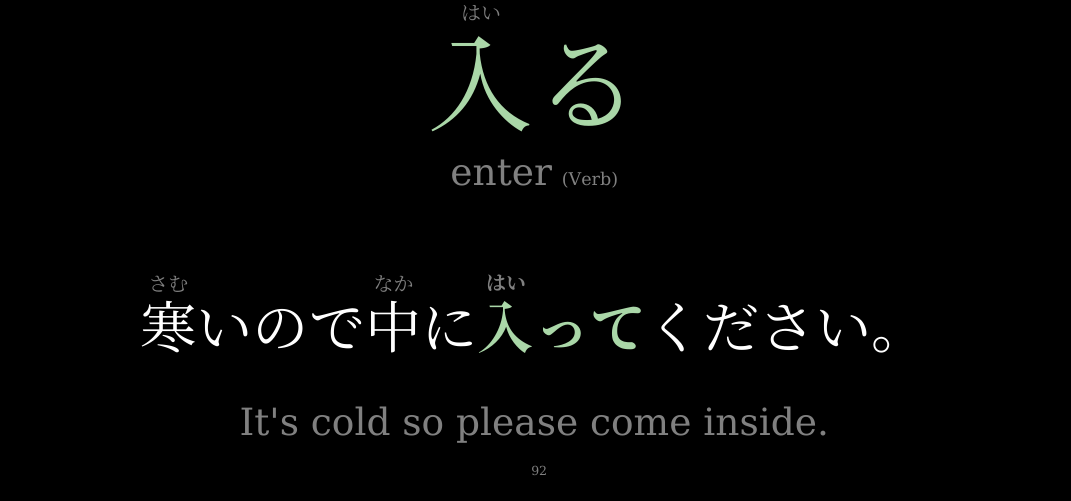 はい
入る
enter (Verb)
さむ なか はい
寒いので中に入ってください。
It's cold so please come inside.
92